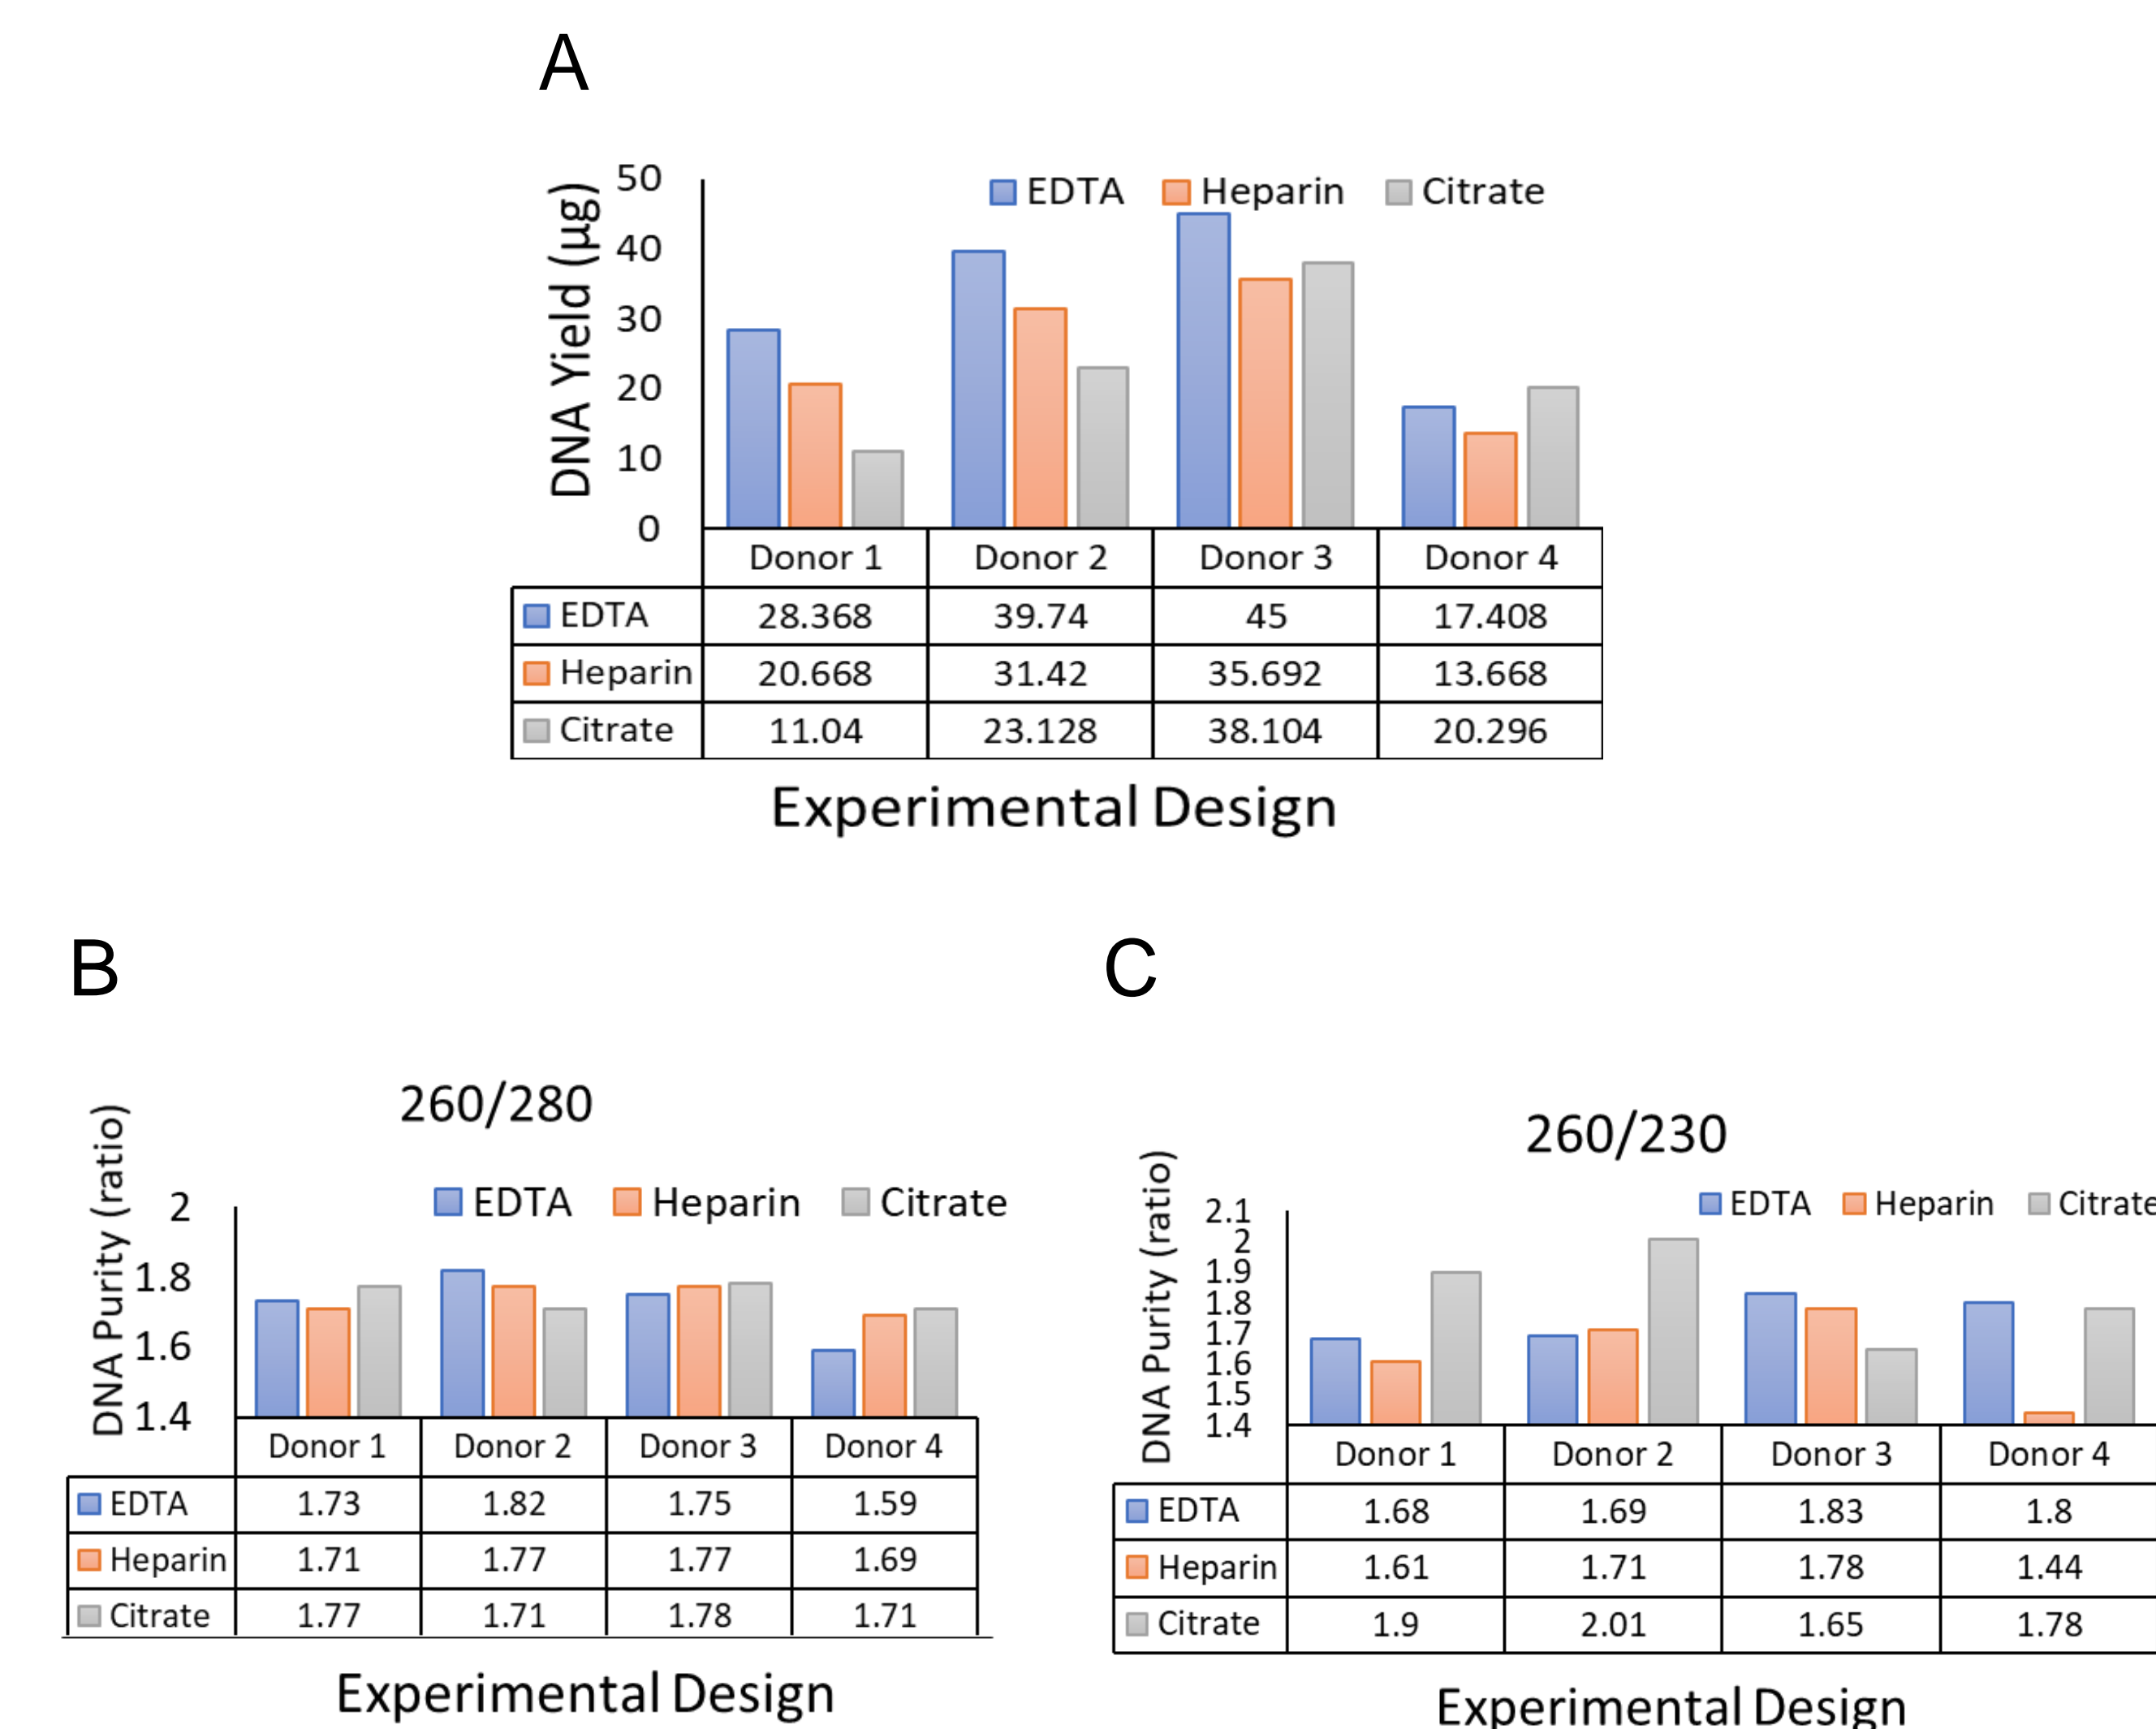 A
DNA Yield (µg)
50
40
30
20
10
0
EDTA Heparin Citrate
Donor 1 Donor 2 Donor 3 Donor 4
EDTA 28.368 39.74 45 17.408
Heparin 20.668 31.42 35.692 13.668
Citrate 11.04 23.128 38.104 20.296
Experimental Design
B
260/280
DNA Purity (ratio)
EDTA Heparin Citrate
2
1.8
1.6
1.4
Donor 1 Donor 2 Donor 3 Donor 4
EDTA 1.73 1.82 1.75 1.59
Heparin 1.71 1.77 1.77 1.69
Citrate 1.77 1.71 1.78 1.71
Experimental Design
C
260/230
DNA Purity (ratio)
EDTA Heparin Citrate
2.1
2
1.9
1.8
1.7
1.6
1.5
1.4
Donor 1 Donor 2 Donor 3 Donor 4
EDTA 1.68 1.69 1.83 1.8
Heparin 1.61 1.71 1.78 1.44
Citrate 1.9 2.01 1.65 1.78
Experimental Design